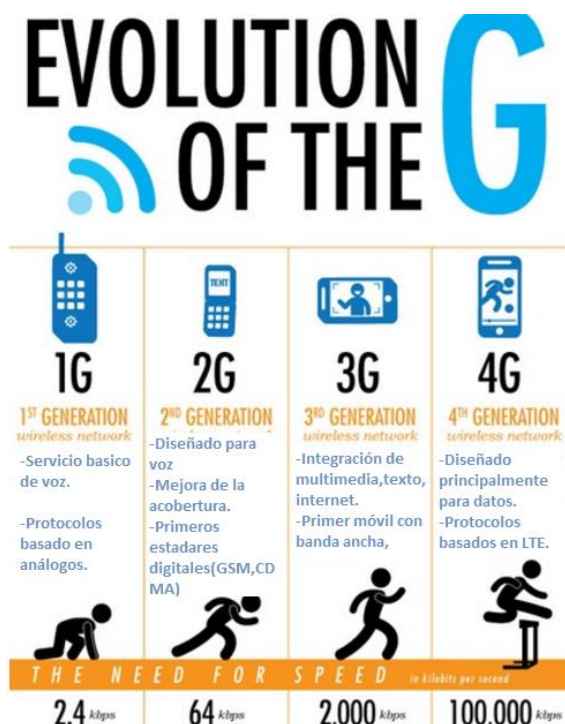 EVOLUTION
OF THE
G
TEXT
1G
1ST GENERATION
wireless network
-Servicio basico
de voz.
-Protocolos
basado en
análogos.
2G
2ND GENERATION
-Diseñado para
voz
-Mejora de la
acobertura.
-Primeros
estadares
digitales(GSM,CD
MA)
3G
3RD GENERATION
wireless network
-Integración de
multimedia,texto,
internet.
-Primer móvil con
banda ancha,
4G
4TH GENERATION
wireless network
-Diseñado
principalmente
para datos.
-Protocolos
basados en LTE.
THE NEED FOR SPEED in kilobits per second
2,4 kbps
64 kbps
2,000 kbps
100,000 kbps